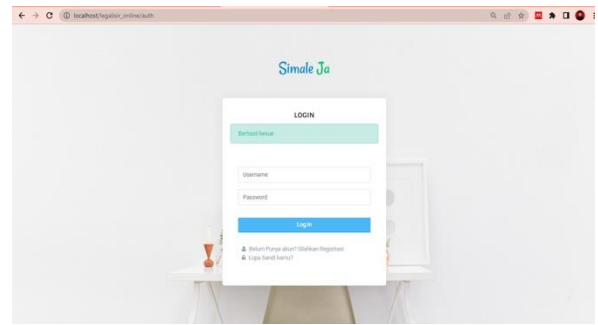 localhost/legalisir_online/auth
Simale Ja
LOGIN
Berhasil keluar
Username
Password
Log In
Belum Punya akun? Silahkan Registrasi
Lupa Sandi kamu?